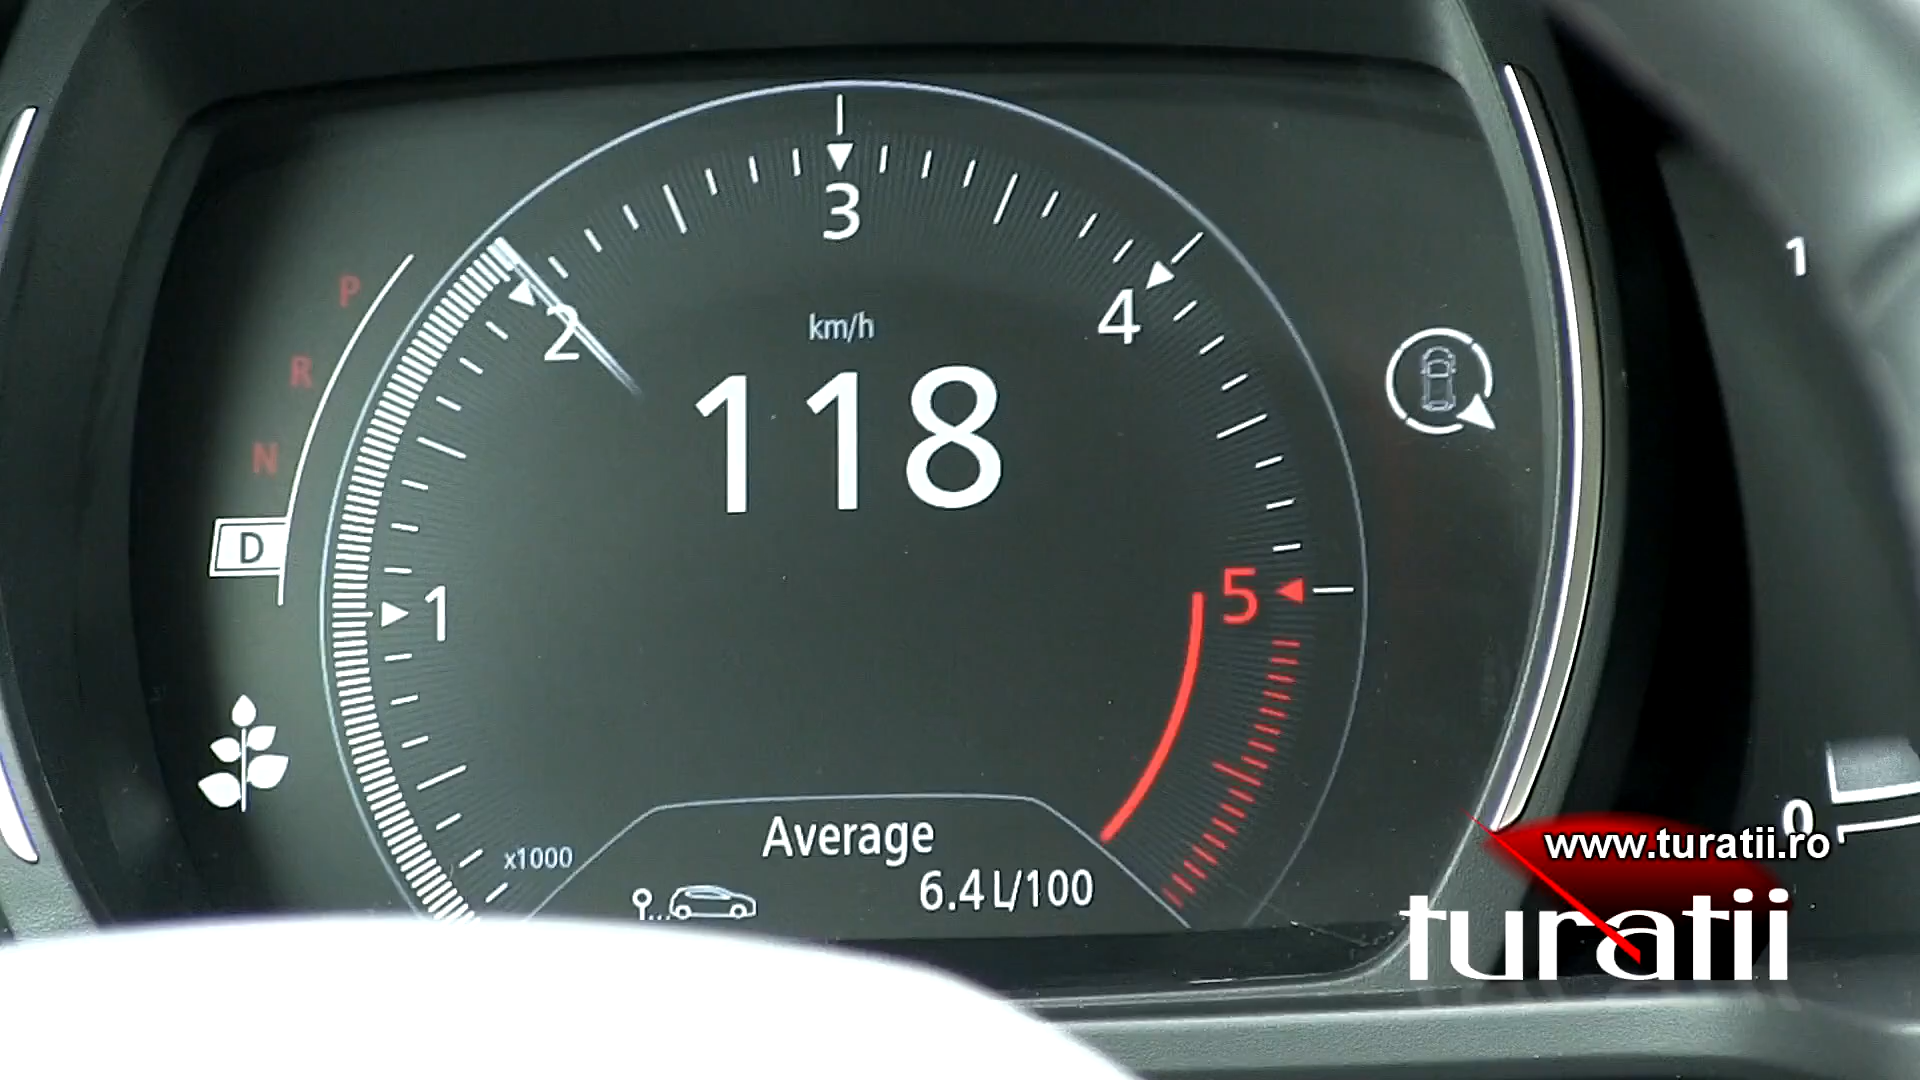 3
2
4
km/h
118
P
R
N
D
1
5
x1000
Average
6.4 L/100
1
0
www.turatii.ro
turatii